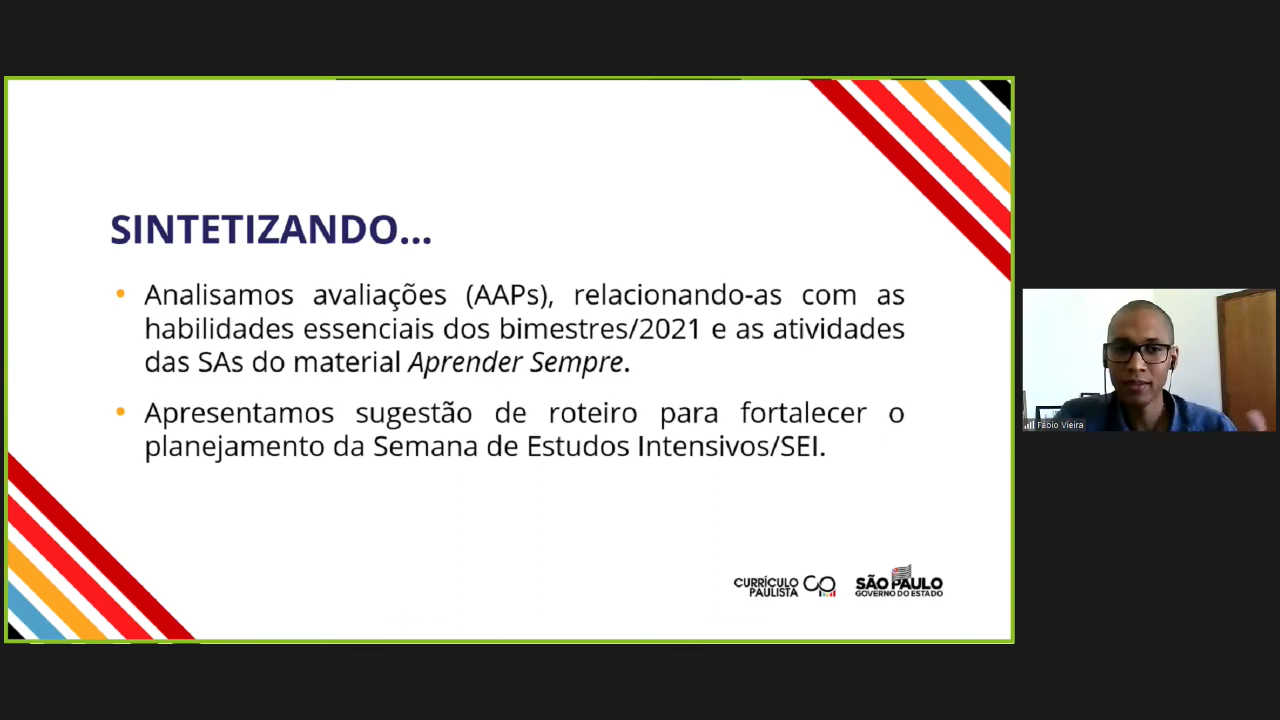 SINTETIZANDO...
• Analisamos avaliações (AAPs), relacionando-as com as
habilidades essenciais dos bimestres/2021 e as atividades
das SAs do material Aprender Sempre.
• Apresentamos sugestão de roteiro para fortalecer o
planejamento da Semana de Estudos Intensivos/SEI.
CURRÍCULO
PAULISTA
SÃO PAULO
GOVERNO DO ESTADO
Fábio Vieira